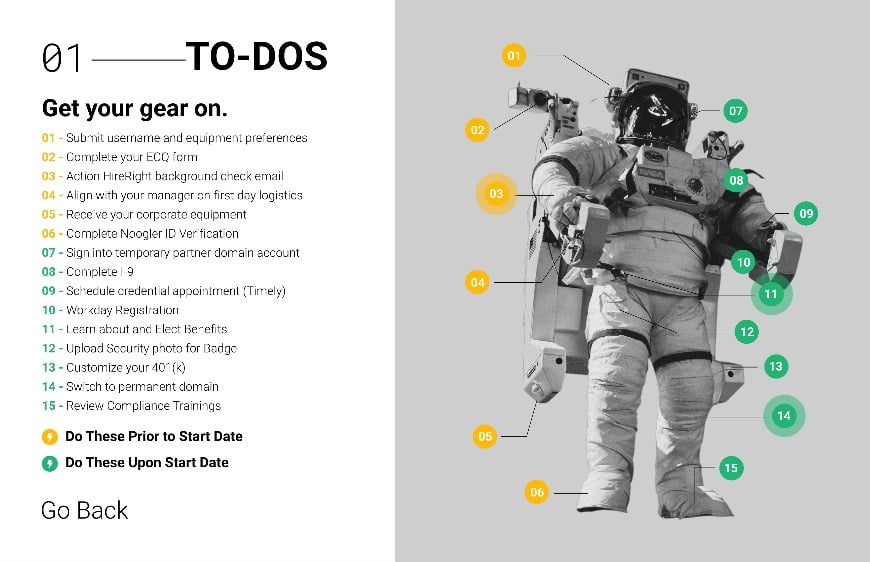 01 TO-DOS
Get your gear on.
01 - Submit username and equipment preferences
02 - Complete your ECQ form
03 - Action HireRight background check email
04 - Align with your manager on first day logistics
05 - Receive your corporate equipment
06 - Complete Noogler ID Verification
07 - Sign into temporary partner domain account
08 - Complete I-9
09 - Schedule credential appointment (Timely)
10 - Workday Registration
11 - Learn about and Elect Benefits
12 - Upload Security photo for Badge
13 - Customize your 401(k)
14 - Switch to permanent domain
15 - Review Compliance Trainings
Do These Prior to Start Date
Do These Upon Start Date
Go Back
01
02
03
04
05
06
07
08
09
10
11
12
13
14
15
NASA